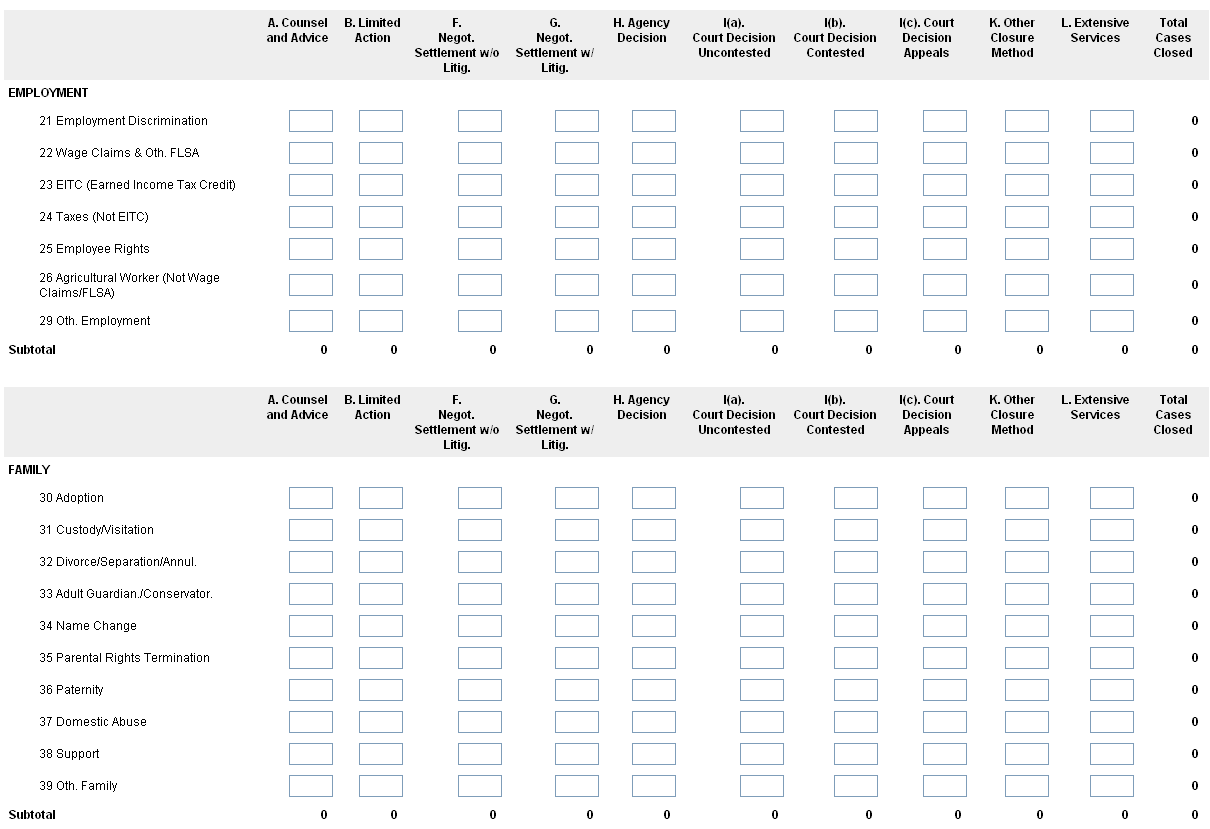 A. Counsel and Advice B. Limited Action F. Negot. Settlement w/o Litig. G. Negot. Settlement w/ Litig. H. Agency Decision I(a). Court Decision Uncontested I(b). Court Decision Contested I(c). Court Decision Appeals K. Other Closure Method L. Extensive Services Total Cases Closed
EMPLOYMENT
21 Employment Discrimination 0
22 Wage Claims & Oth. FLSA 0
23 EITC (Earned Income Tax Credit) 0
24 Taxes (Not EITC) 0
25 Employee Rights 0
26 Agricultural Worker (Not Wage
Claims/FLSA) 0
29 Oth. Employment 0
Subtotal 0 0 0 0 0 0 0 0 0 0 0
A. Counsel and Advice B. Limited Action F. Negot. Settlement w/o Litig. G. Negot. Settlement w/ Litig. H. Agency Decision I(a). Court Decision Uncontested I(b). Court Decision Contested I(c). Court Decision Appeals K. Other Closure Method L. Extensive Services Total Cases Closed
FAMILY
30 Adoption 0
31 Custody/Visitation 0
32 Divorce/Separation/Annul. 0
33 Adult Guardian./Conservator. 0
34 Name Change 0
35 Parental Rights Termination 0
36 Paternity 0
37 Domestic Abuse 0
38 Support 0
39 Oth. Family 0
Subtotal 0 0 0 0 0 0 0 0 0 0 0